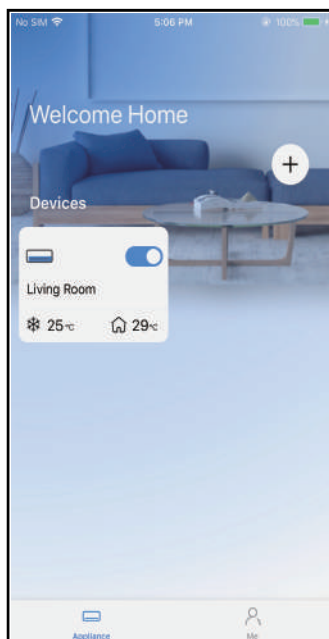 No SIM 5:06 PM 100%
Welcome Home
+
Devices
Living Room
25°C 29°C
Appliance Me